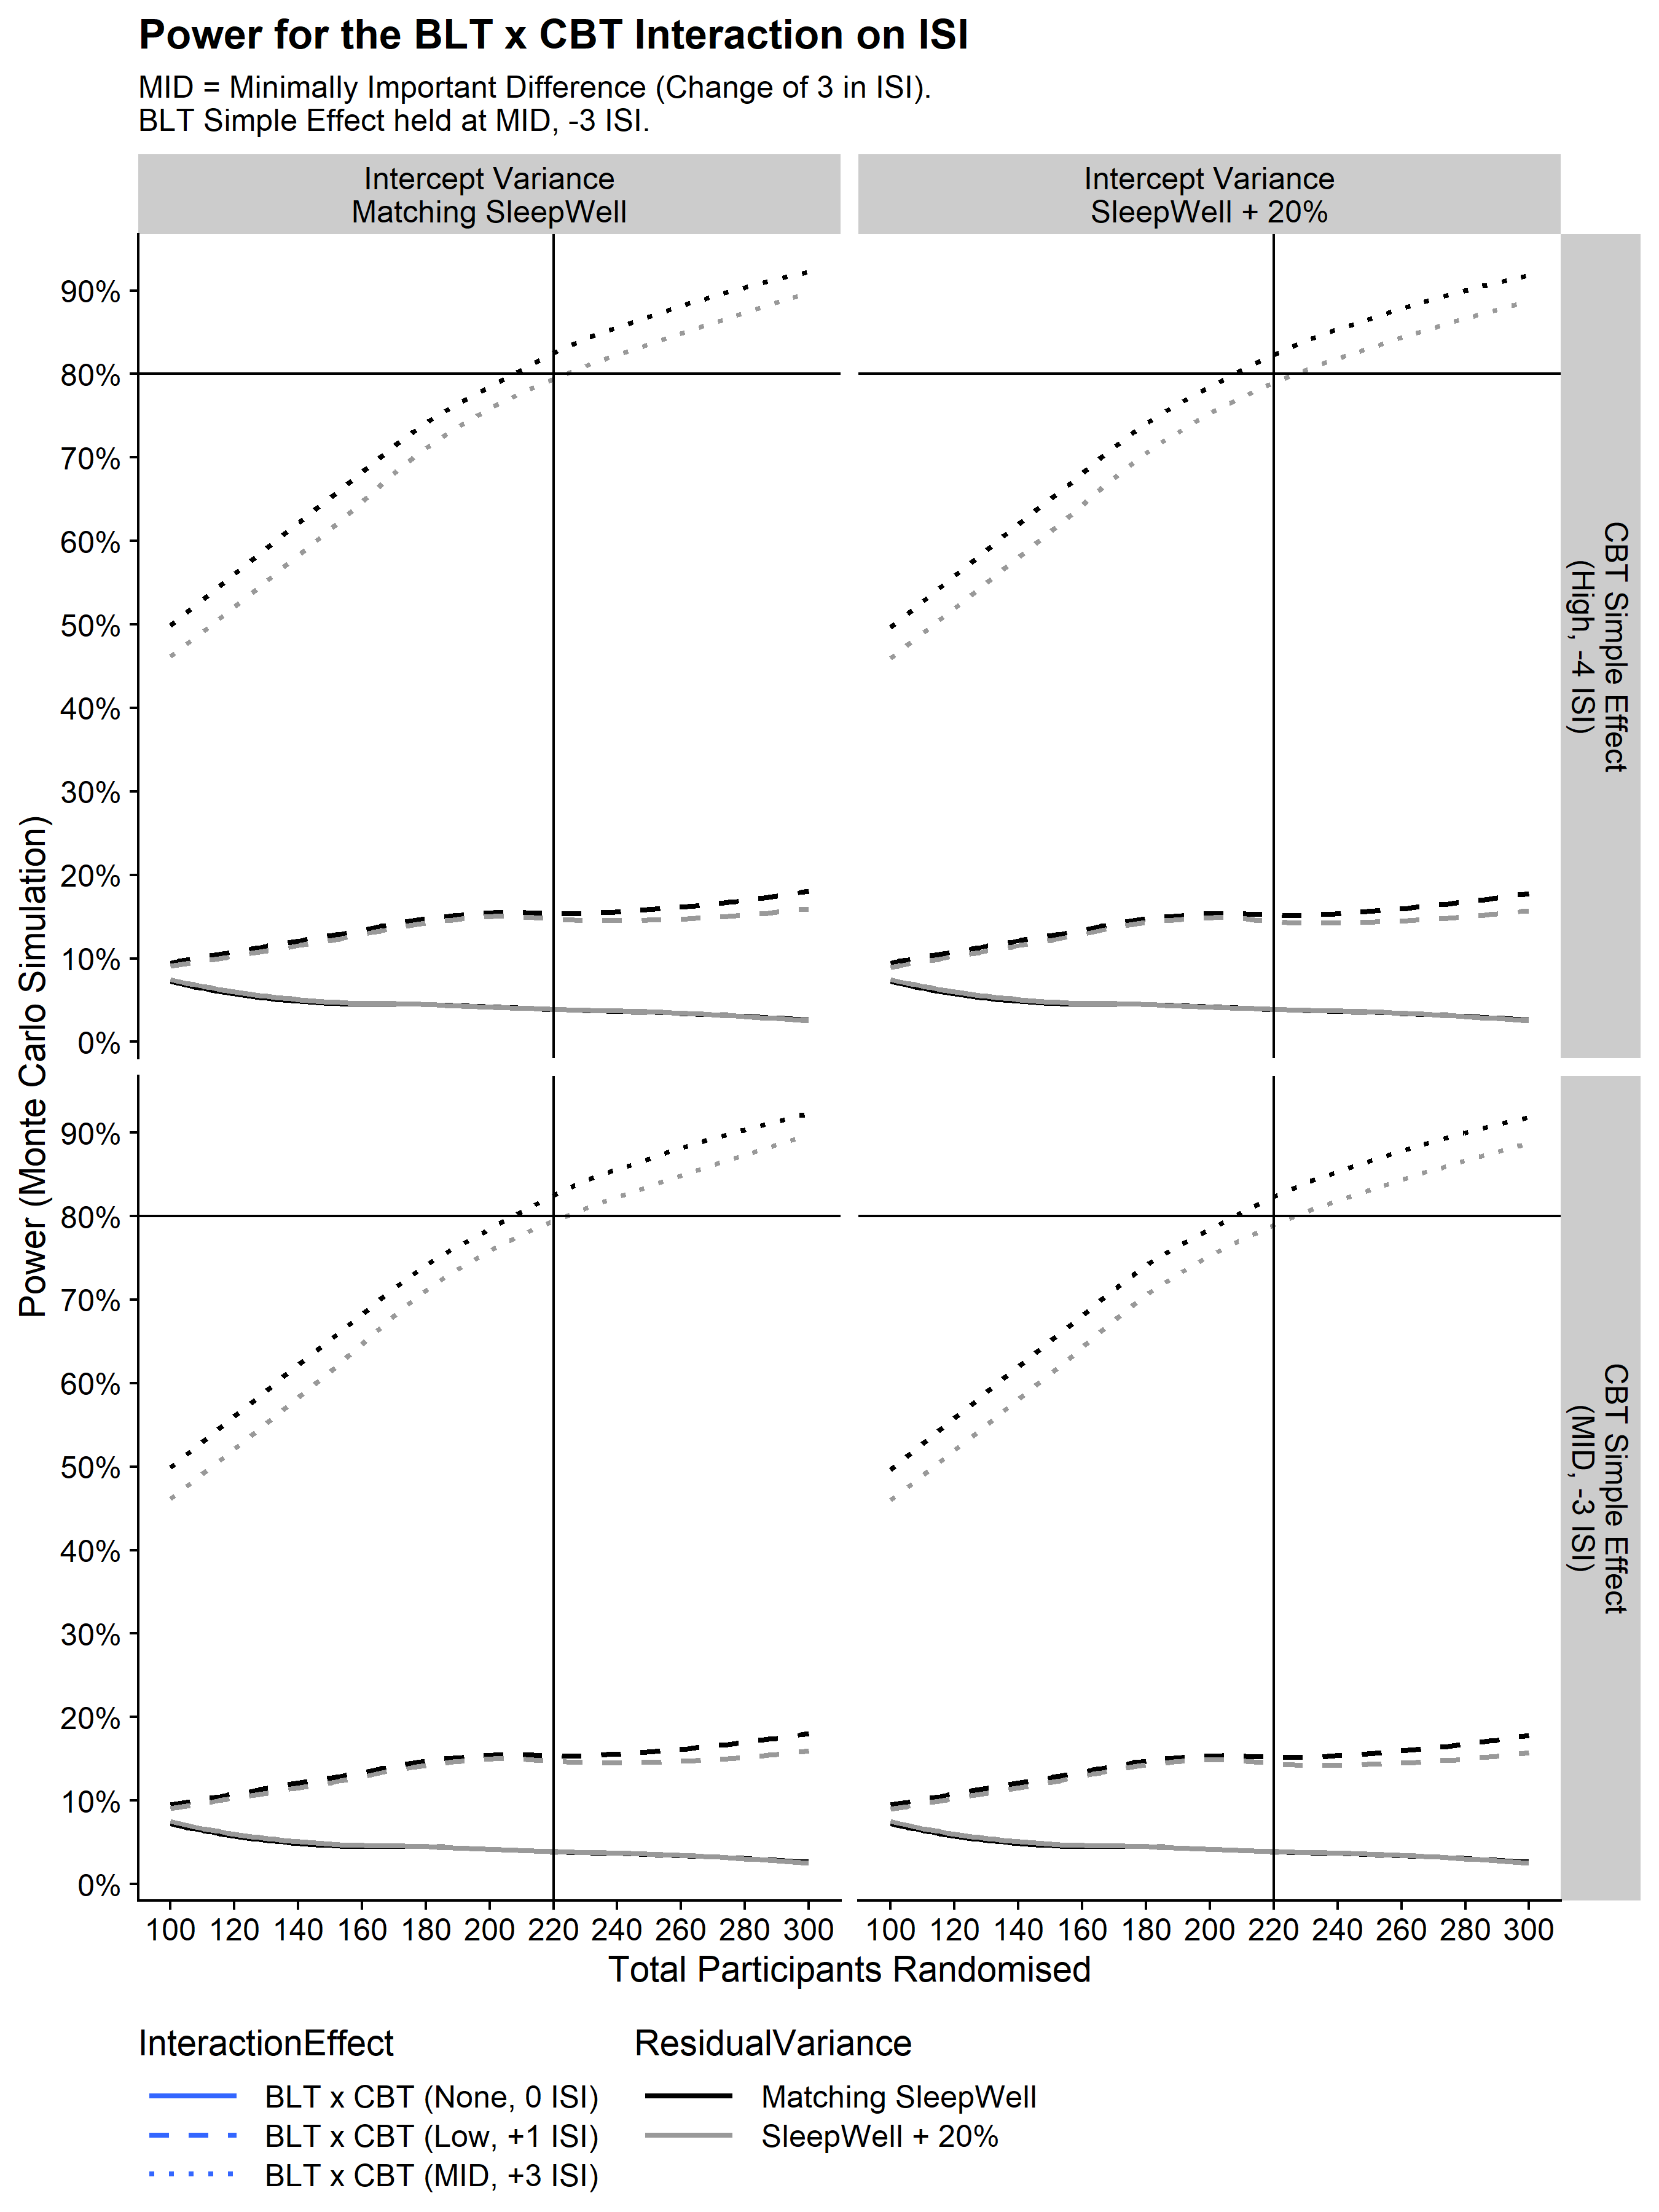 Power for the BLT x CBT Interaction on ISI
MID = Minimally Important Difference (Change of 3 in ISI).
BLT Simple Effect held at MID, -3 ISI.
Intercept Variance
Matching SleepWell
Intercept Variance
SleepWell + 20%
Power (Monte Carlo Simulation)
90%
80%
70%
60%
50%
40%
30%
20%
10%
0%
CBT Simple Effect
(High, -4 ISI)
90%
80%
70%
60%
50%
40%
30%
20%
10%
0%
CBT Simple Effect
(MID, -3 ISI)
100 120 140 160 180 200 220 240 260 280 300
100 120 140 160 180 200 220 240 260 280 300
Total Participants Randomised
InteractionEffect
BLT x CBT (None, 0 ISI)
BLT x CBT (Low, +1 ISI)
BLT x CBT (MID, +3 ISI)
ResidualVariance
Matching SleepWell
SleepWell + 20%